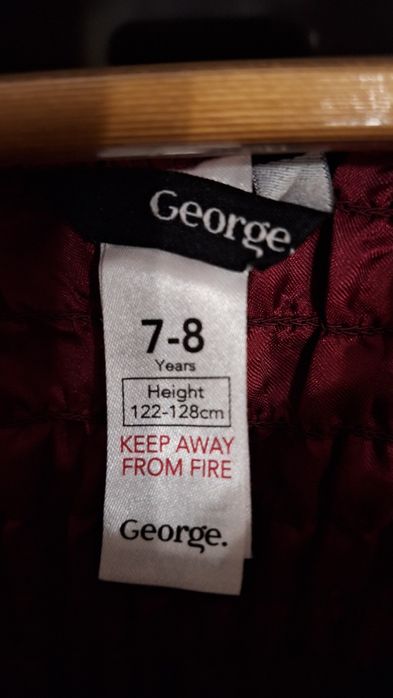 George.
7-8
Years
Height
122-128cm
KEEP AWAY
FROM FIRE
George.